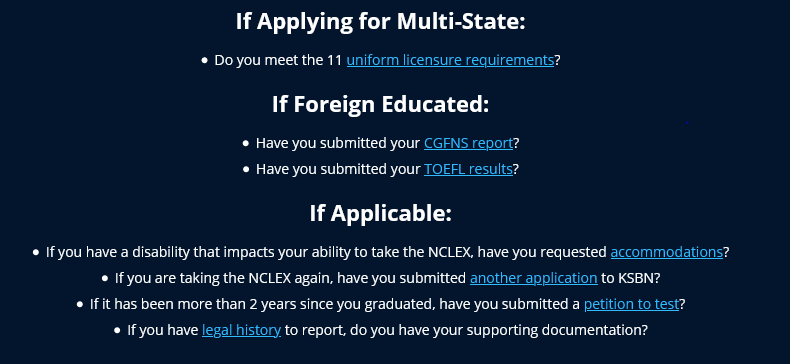 If Applying for Multi-State:
• Do you meet the 11 uniform licensure requirements?
If Foreign Educated:
• Have you submitted your CGFNS report?
• Have you submitted your TOEFL results?
If Applicable:
• If you have a disability that impacts your ability to take the NCLEX, have you requested accommodations?
• If you are taking the NCLEX again, have you submitted another application to KSBN?
• If it has been more than 2 years since you graduated, have you submitted a petition to test?
• If you have legal history to report, do you have your supporting documentation?